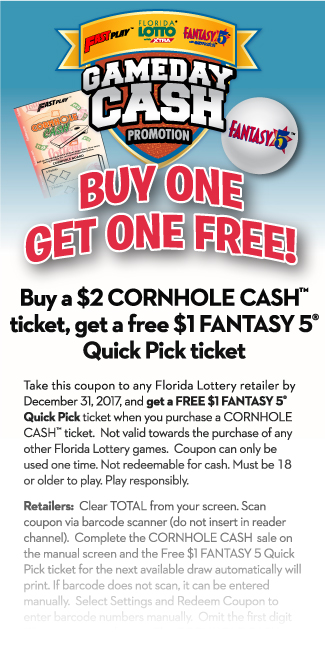 FAST PLAY™ FLORIDA® LOTTO WITH XTRA FANTASY 5®
GAMEDAY
CASH
PROMOTION
FAST PLAY™
CORNHOLE
CASH
FANTASY 5™
BUY ONE
GET ONE FREE!
Buy a $2 CORNHOLE CASH™
ticket, get a free $1 FANTASY 5®
Quick Pick ticket
Take this coupon to any Florida Lottery retailer by
December 31, 2017, and get a FREE $1 FANTASY 5®
Quick Pick ticket when you purchase a CORNHOLE
CASH™ ticket. Not valid towards the purchase of any
other Florida Lottery games. Coupon can only be
used one time. Not redeemable for cash. Must be 18
or older to play. Play responsibly.
Retailers: Clear TOTAL from your screen. Scan
coupon via barcode scanner (do not insert in reader
channel). Complete the CORNHOLE CASH sale on
the manual screen and the Free $1 FANTASY 5 Quick
Pick ticket for the next available draw automatically will
print. If barcode does not scan, it can be entered
manually. Select Settings and Redeem Coupon to
enter barcode numbers manually. Omit the first digit